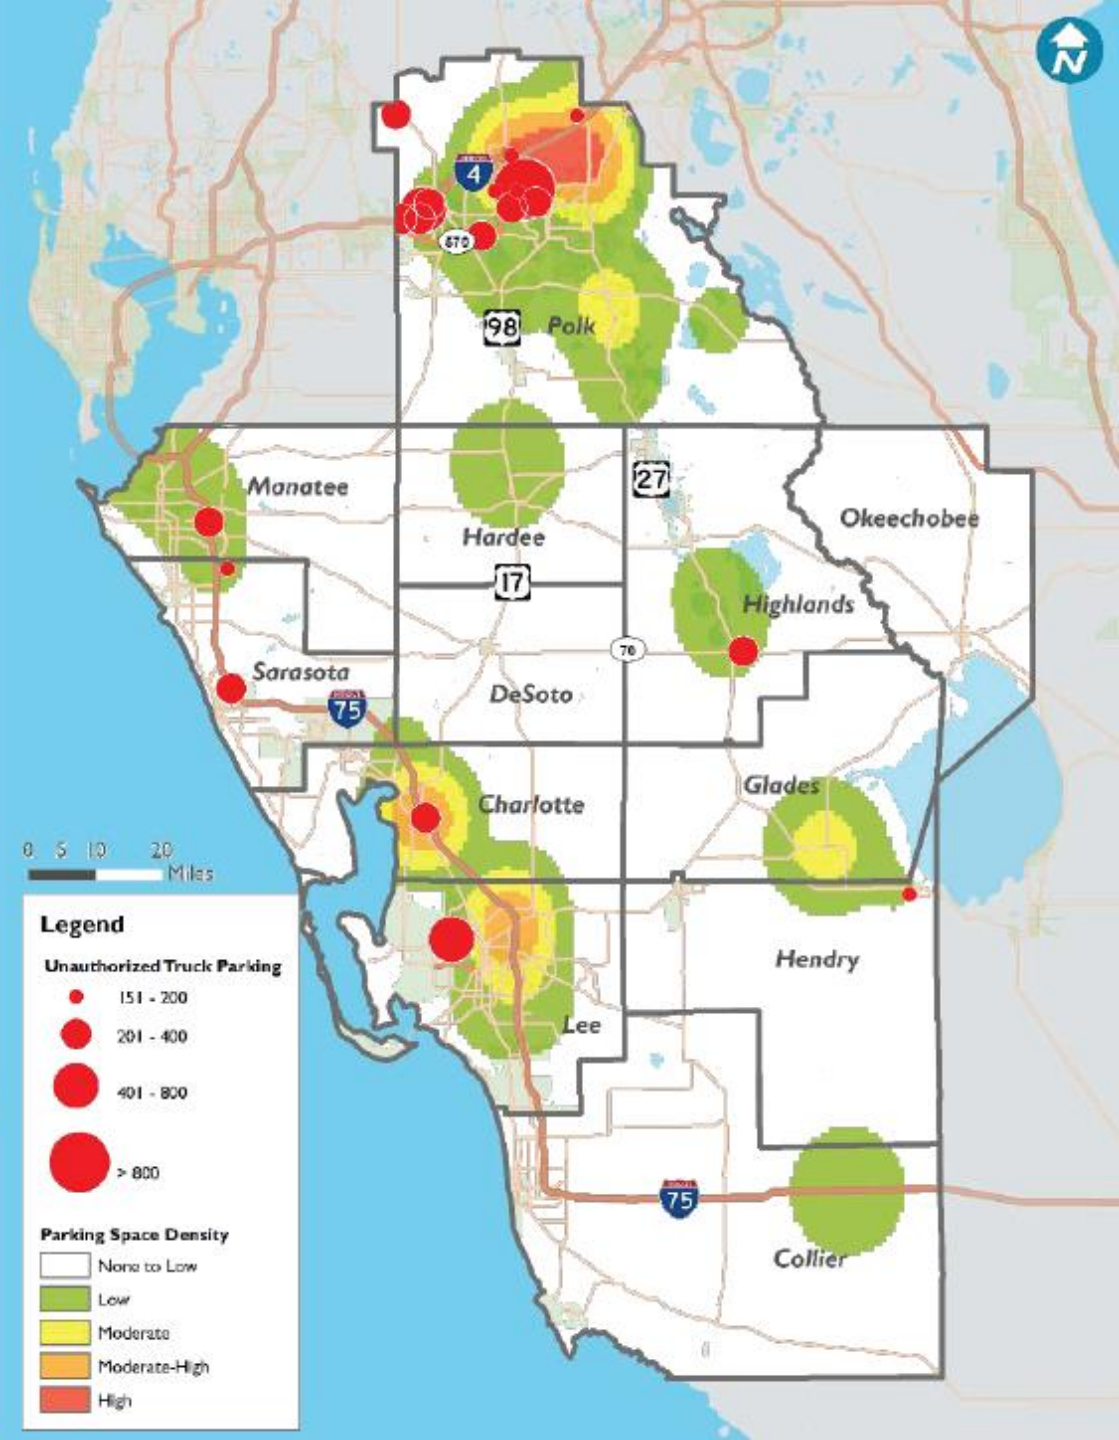 N
4
570
98
Polk
Manatee
27
Okeechobee
Hardee
17
Highlands
70
Sarasota
75
DeSoto
Glades
Charlotte
0 5 10 20
Miles
Legend
Unauthorized Truck Parking
151 - 200
201 - 400
401 - 800
> 800
Hendry
Lee
75
Collier
Parking Space Density
None to Low
Low
Moderate
Moderate-High
High